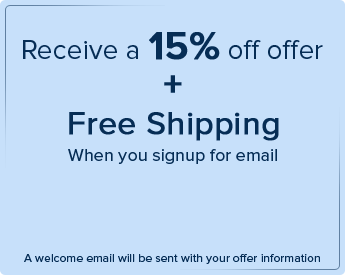 Receive a 15% off offer
+
Free Shipping
When you signup for email
A welcome email will be sent with your offer information